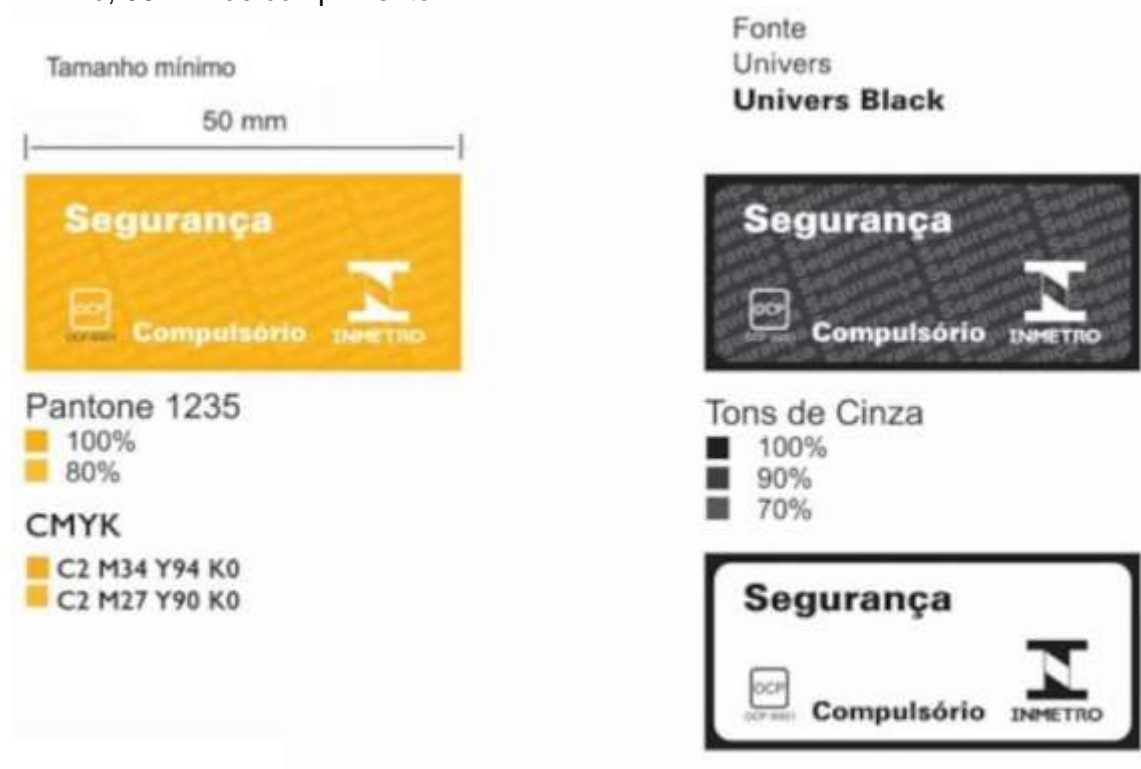 Tamanho mínimo
50 mm
Segurança
OCP
Compulsório
INMETRO
Pantone 1235
100%
80%
CMYK
C2 M34 Y94 K0
C2 M27 Y90 K0
Fonte
Univers
Univers Black
Segurança
OCP
Compulsório
INMETRO
Tons de Cinza
100%
90%
70%
Segurança
OCP
Compulsório
INMETRO